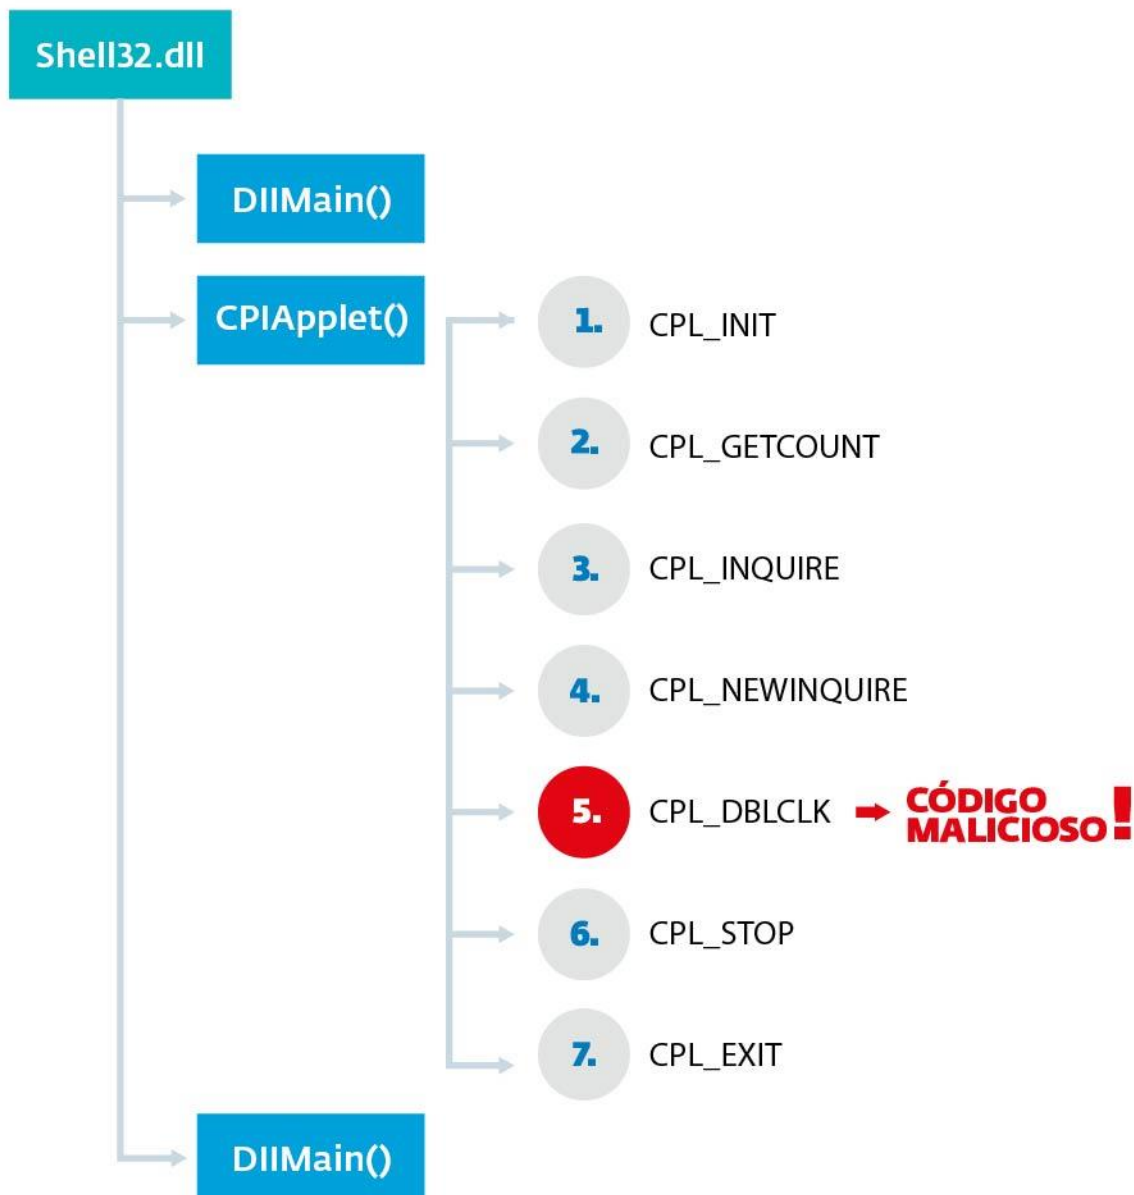 Shell32.dll
DllMain()
CPlApplet()
1. CPL_INIT
2. CPL_GETCOUNT
3. CPL_INQUIRE
4. CPL_NEWINQUIRE
5. CPL_DBLCLK
CÓDIGO
MALICIOSO!
6. CPL_STOP
7. CPL_EXIT
DllMain()